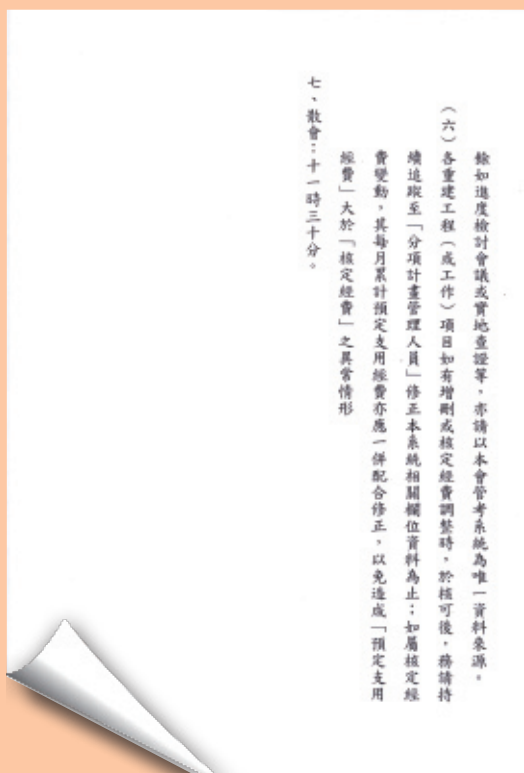 餘如進度檢討會議或實地查證等，亦請以本會管考系統為唯一資料來源。
（六）各重建工程（或工作）項目如有增刪或核定經費調整時，於核可後，務請持
續追蹤至「分項計畫管理人員」修正本系統相關欄位資料為止；如屬核定經
費變動，其每月累計預定支用經費亦應一併配合修正，以免造成「預定支用
經費」大於「核定經費」之異常情形
七、散會：十一時三十分。